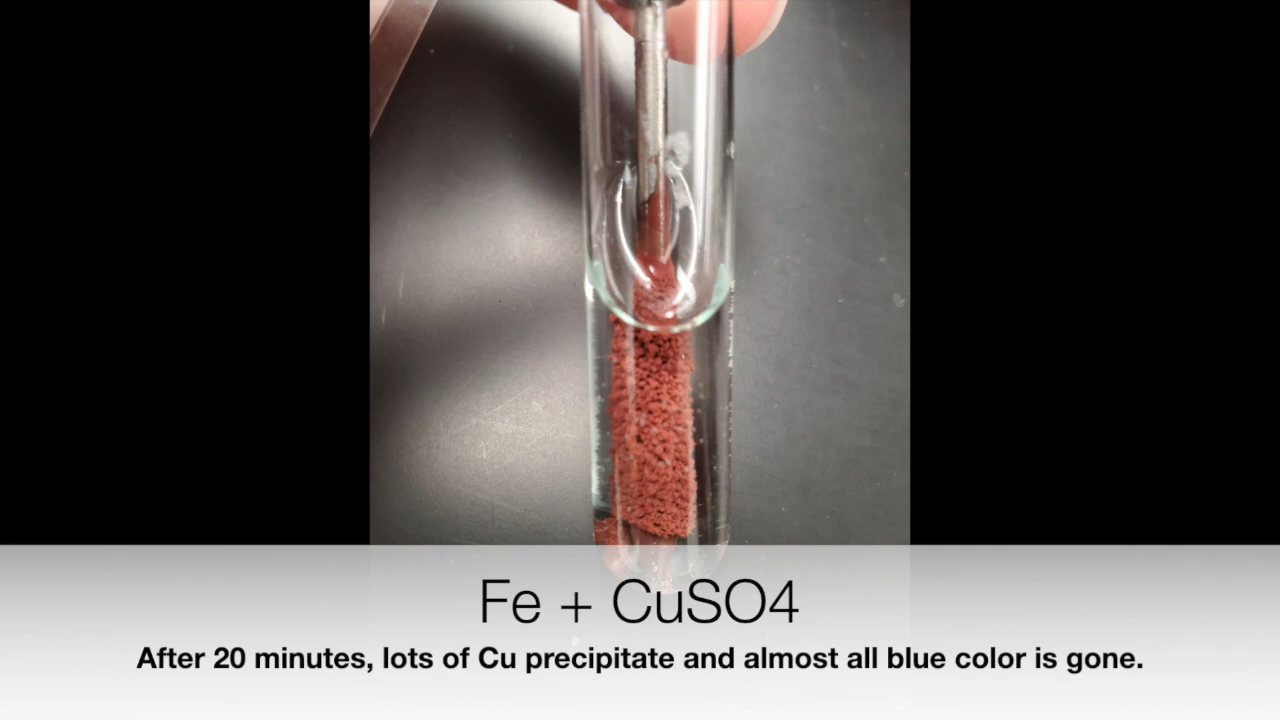 Fe + CuSO4
After 20 minutes, lots of Cu precipitate and almost all blue color is gone.